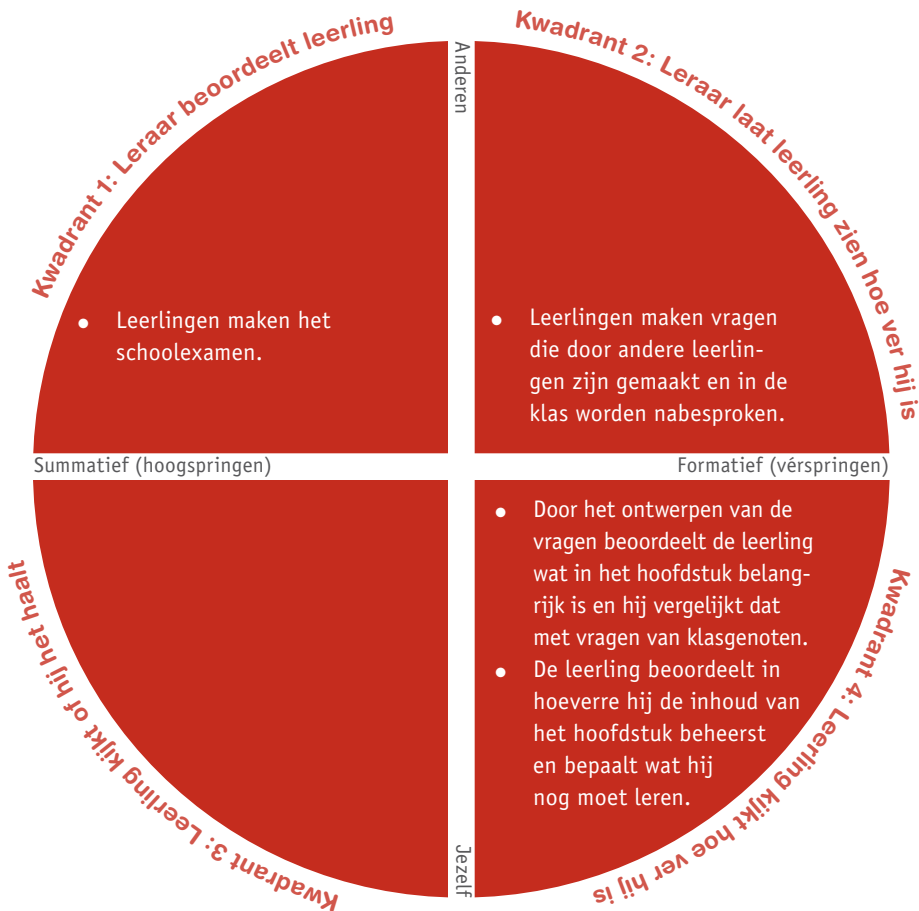 Kwadrant 1: Leraar beoordeelt leerling
Kwadrant 2: Leraar laat leerling zien hoe ver hij is
Anderen
• Leerlingen maken het
schoolexamen.
• Leerlingen maken vragen
die door andere leerlin-
gen zijn gemaakt en in de
klas worden nabesproken.
Summatief (hoogspringen)
Formatief (vérspringen)
• Door het ontwerpen van de
vragen beoordeelt de leerling
wat in het hoofdstuk belang-
rijk is en hij vergelijkt dat
met vragen van klasgenoten.
• De leerling beoordeelt in
hoeverre hij de inhoud van
het hoofdstuk beheerst
en bepaalt wat hij
nog moet leren.
Jezelf
Kwadrant 3: Leerling kijkt of hij het haalt
Kwadrant 4: Leerling kijkt hoe ver hij is